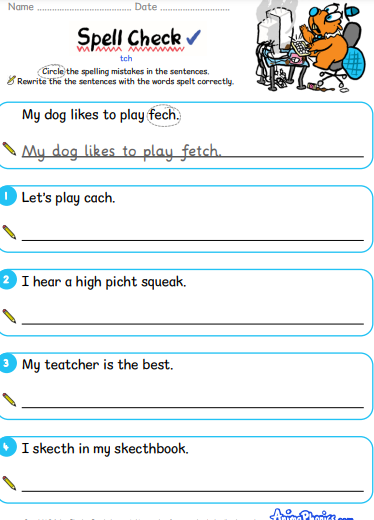 Name ................................ Date ................................
Spell Check
tch
Circle the spelling mistakes in the sentences.
Rewrite the the sentences with the words spelt correctly.
My dog likes to play fech.
My dog likes to play fetch.
1 Let's play cach.
2 I hear a high picht squeak.
3 My teatcher is the best.
4 I skecth in my skecthbook.